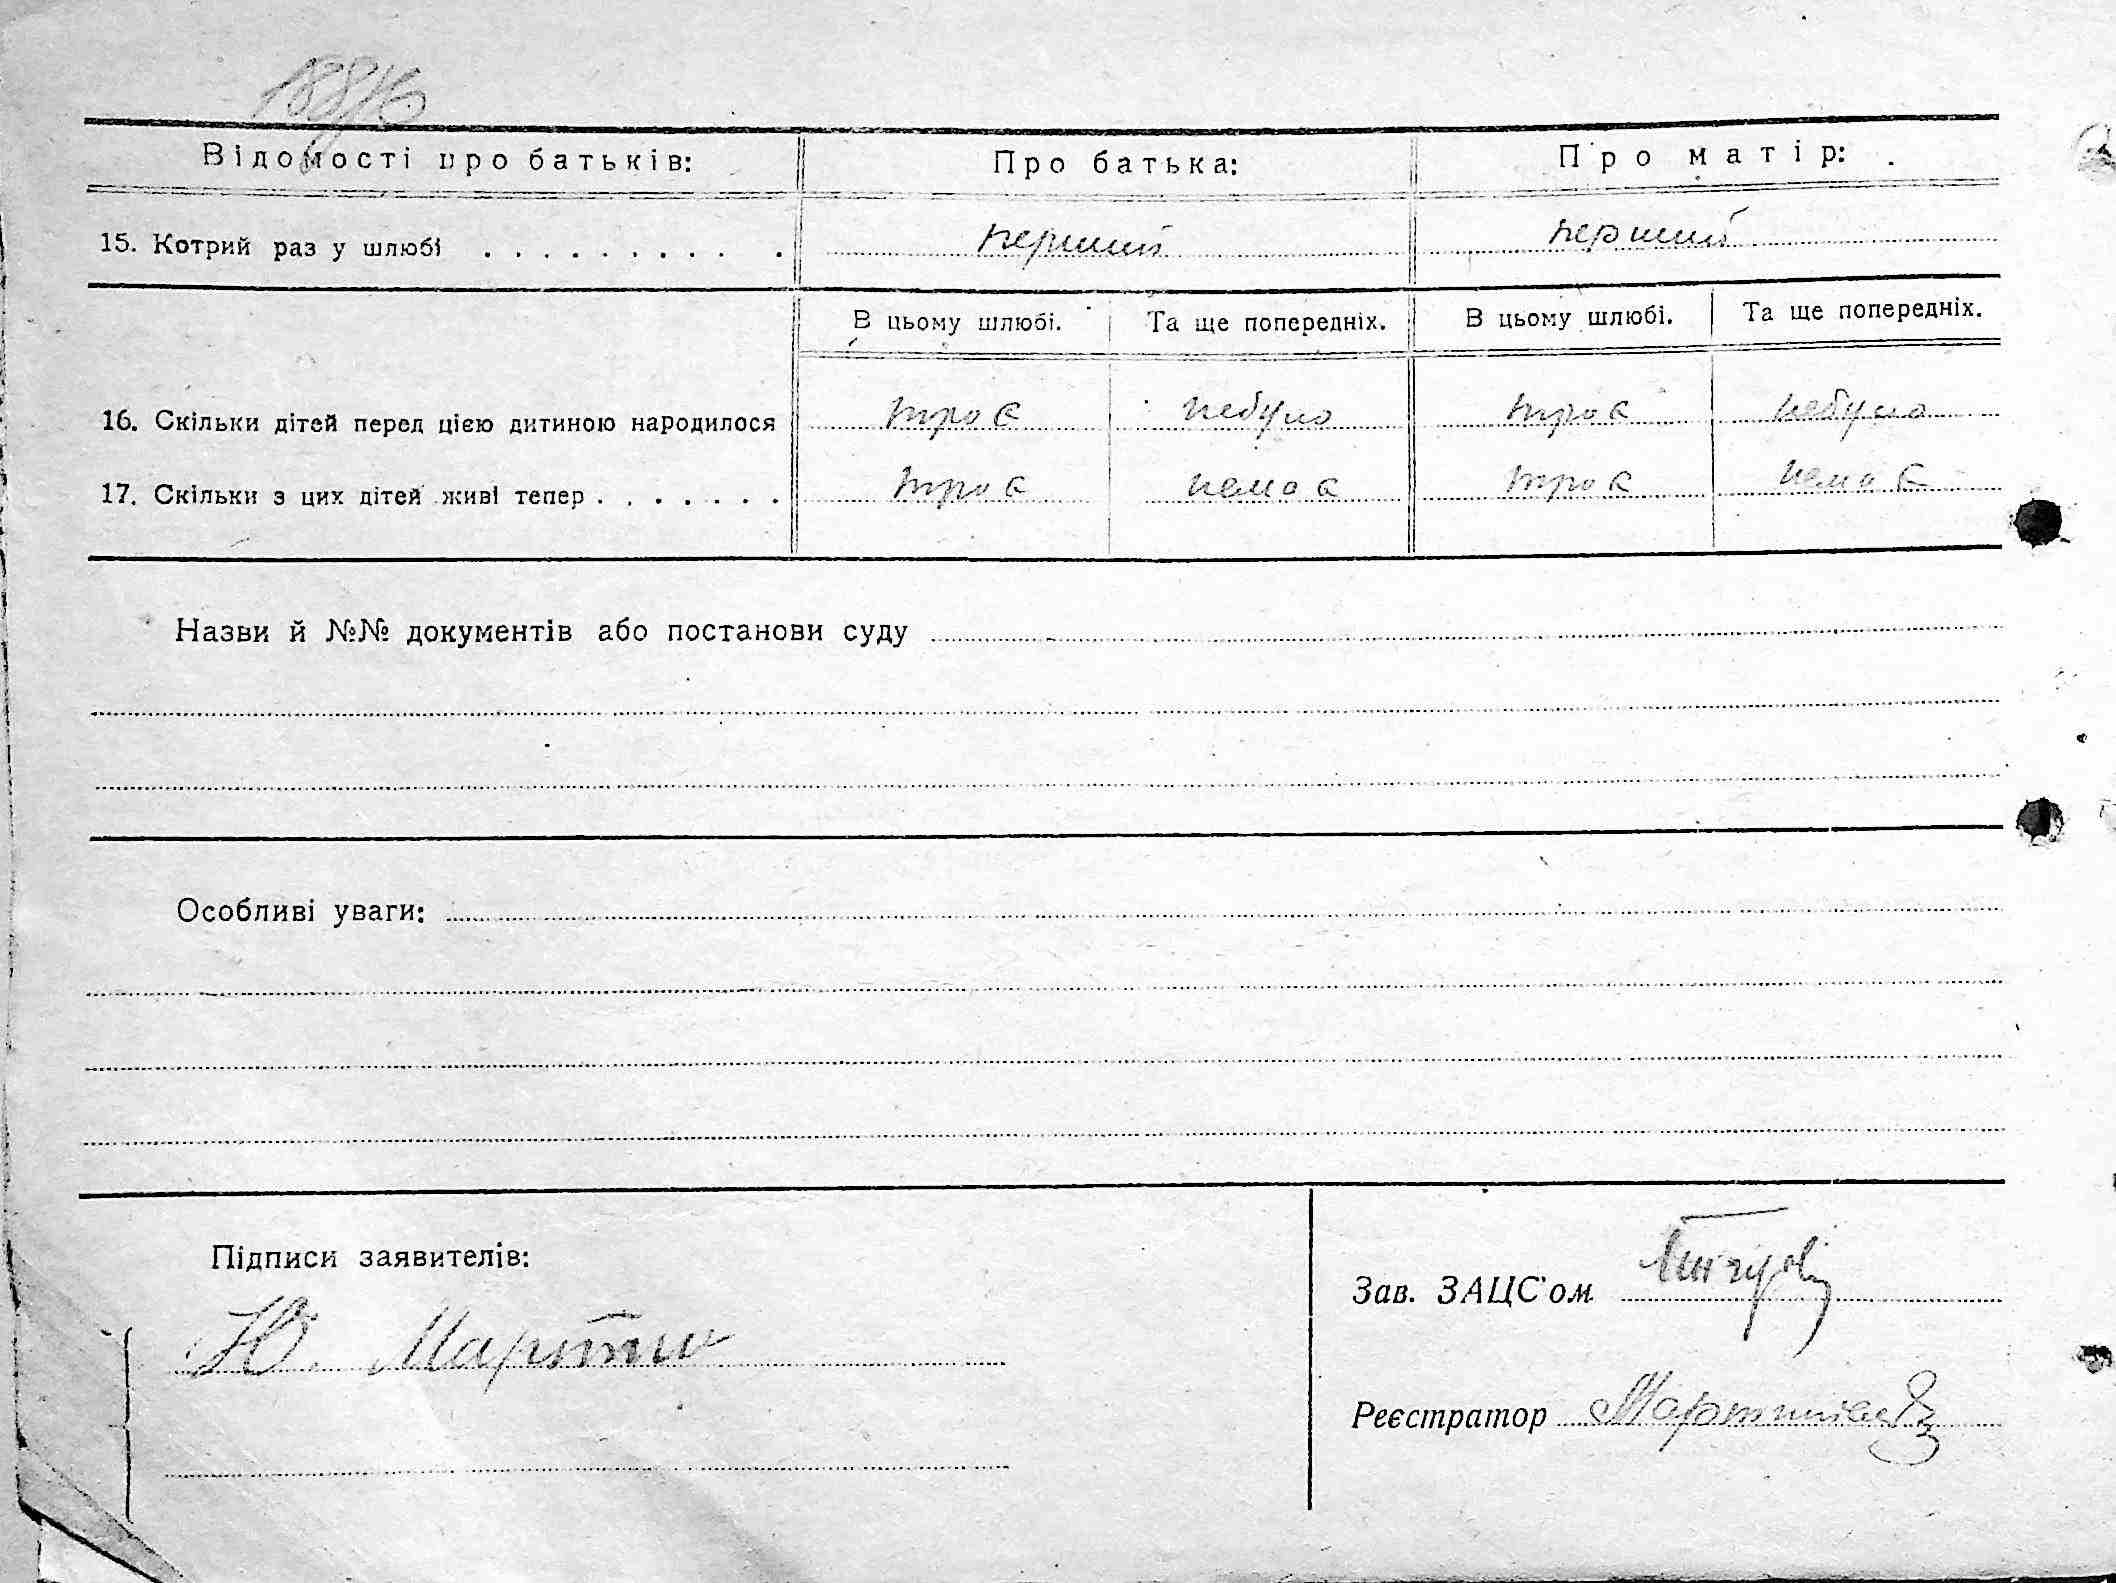 Відомості про батьків: Про батька: Про матір:
15. Котрий раз у шлюбі . . . . . . . . . . перший перший
В цьому шлюбі. Та ще попередніх. В цьому шлюбі. Та ще попередніх.
16. Скільки дітей перед цією дитиною народилося троє небуло троє небуло
17. Скільки з цих дітей живі тепер . . . . . . . троє немає троє немає
Назви й №№ документів або постанови суду
Особливі уваги:
Підписи заявителів:
Зав. ЗАЦС'ом
Ю.
Реєстратор